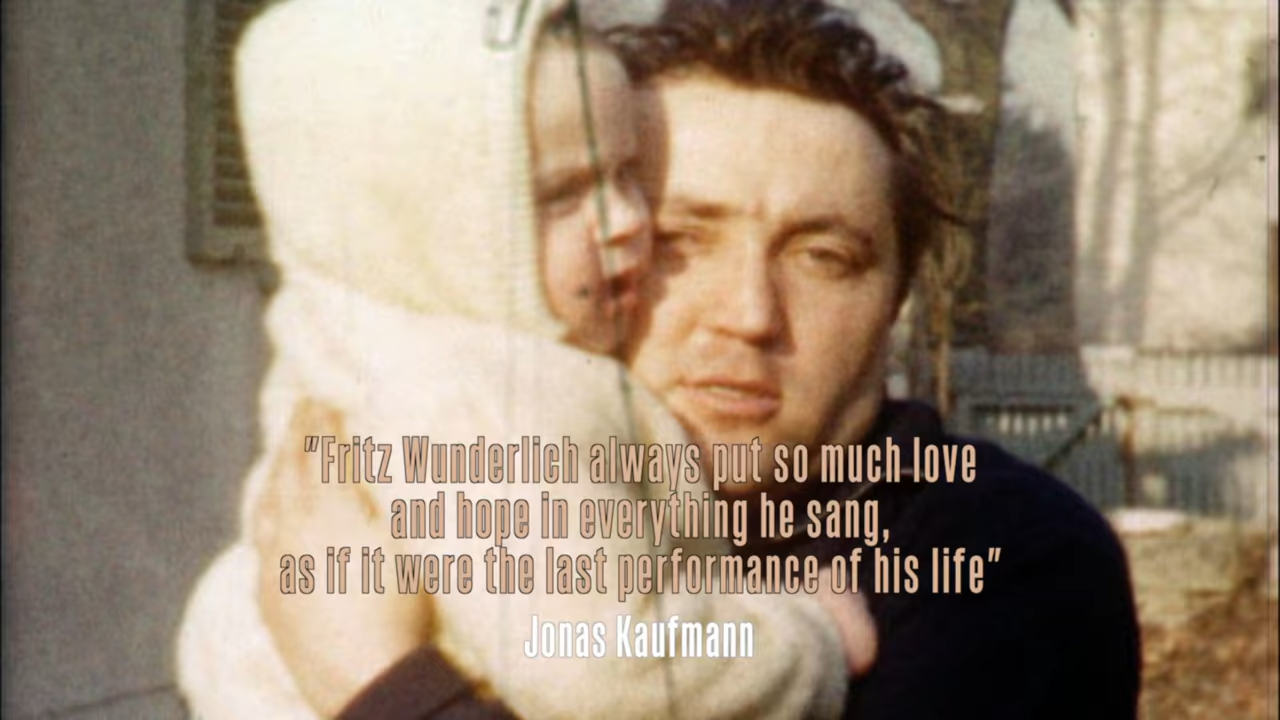 "Fritz Wunderlich always put so much love
and hope in everything he sang,
as if it were the last performance of his life"
Jonas Kaufmann